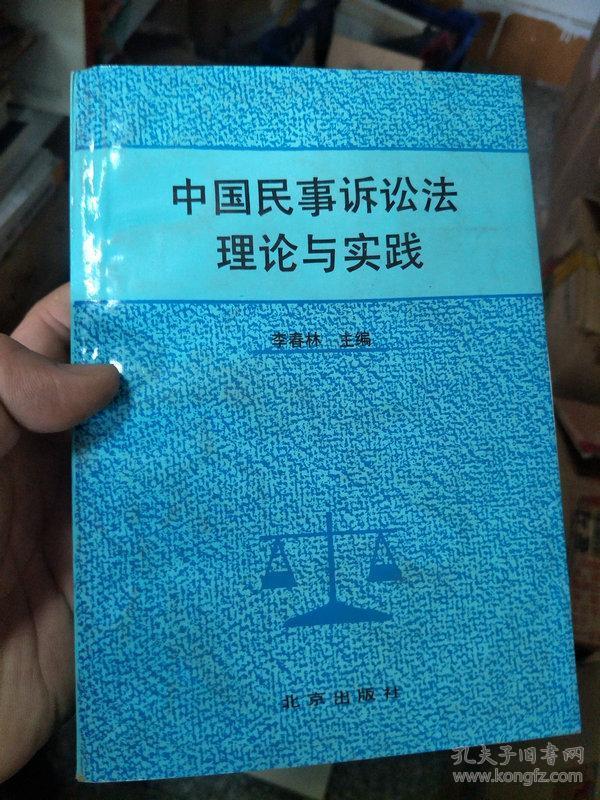 中国民事诉讼法
理论与实践
李春林 主编
北京出版社
孔夫子旧书网
www.kongfz.com